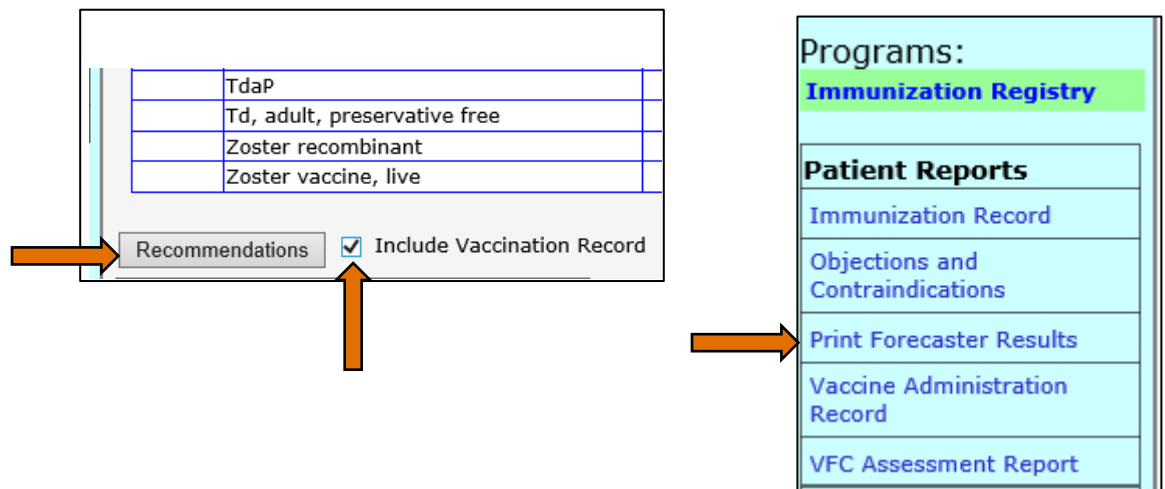 TdaP
Td, adult, preservative free
Zoster recombinant
Zoster vaccine, live
Recommendations
Include Vaccination Record
Programs:
Immunization Registry
Patient Reports
Immunization Record
Objections and
Contraindications
Print Forecaster Results
Vaccine Administration
Record
VFC Assessment Report